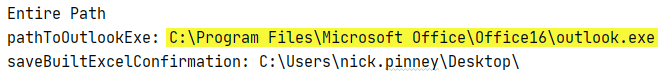 Entire Path
pathToOutlookExe: C:\Program Files\Microsoft Office\Office16\outlook.exe
saveBuiltExcelConfirmation: C:\Users\nick.pinney\Desktop\